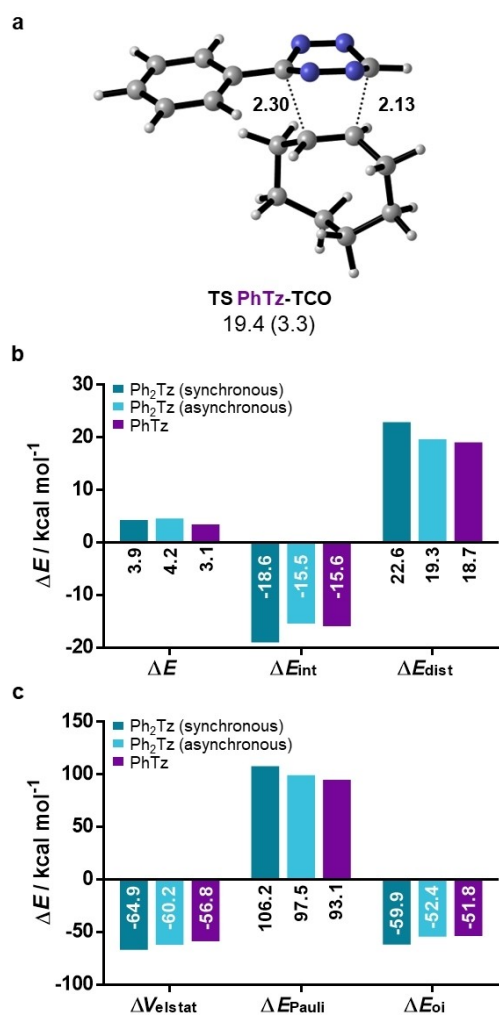 a
2.30
2.13
TS PhTz-TCO
19.4 (3.3)
b
ΔE / kcal mol⁻¹
30
20
10
0
-10
-20
Ph₂Tz (synchronous)
Ph₂Tz (asynchronous)
PhTz
3.9 4.2 3.1
-18.6 -15.5 -15.6
22.6 19.3 18.7
ΔE ΔEint ΔEdist
c
ΔE / kcal mol⁻¹
150
100
50
0
-50
-100
Ph₂Tz (synchronous)
Ph₂Tz (asynchronous)
PhTz
-64.9 -60.2 -56.8
106.2 97.5 93.1
-59.9 -52.4 -51.8
ΔVelstat ΔEPauli ΔEoi